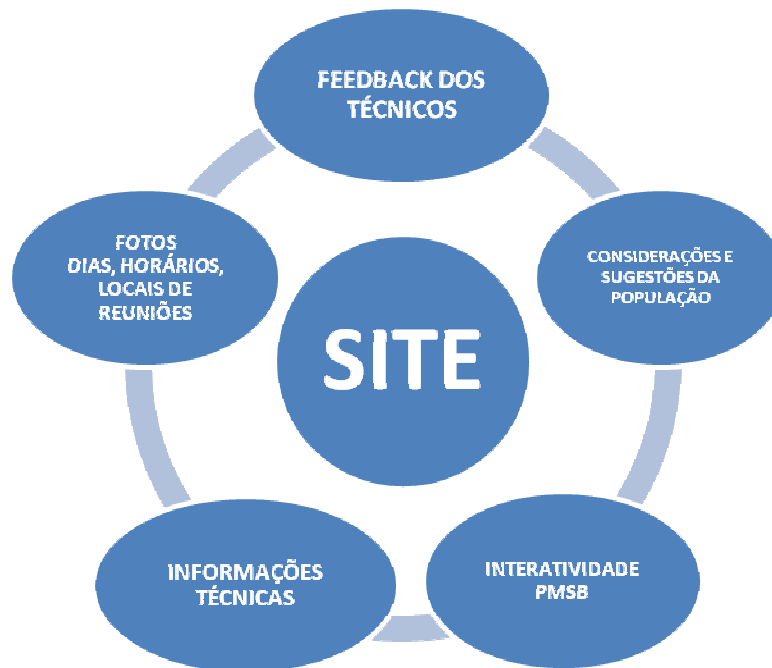 FEEDBACK DOS
TÉCNICOS
FOTOS
DIAS, HORÁRIOS,
LOCAIS DE
REUNIÕES
CONSIDERAÇÕES E
SUGESTÕES DA
POPULAÇÃO
SITE
INFORMAÇÕES
TÉCNICAS
INTERATIVIDADE
PMSB